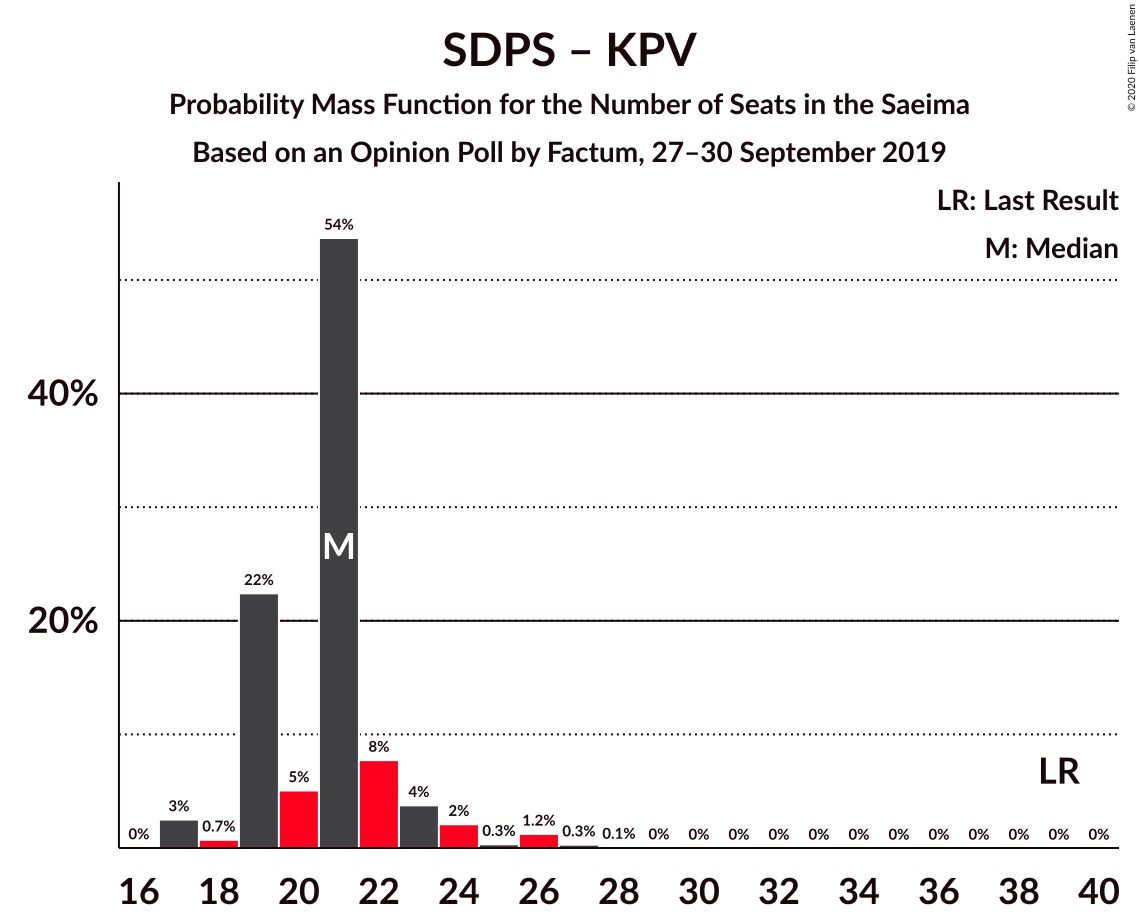 SDPS – KPV
Probability Mass Function for the Number of Seats in the Saeima
Based on an Opinion Poll by Factum, 27–30 September 2019
© 2020 Filip van Laenen
LR: Last Result
M: Median
54%
40%
M
22%
20%
8%
LR
5%
4%
3%
2%
1.2%
0.7%
0.3%
0.3%
0% 0.1% 0% 0% 0% 0% 0% 0% 0% 0% 0% 0% 0% 0%
16 18 20 22 24 26 28 30 32 34 36 38 40